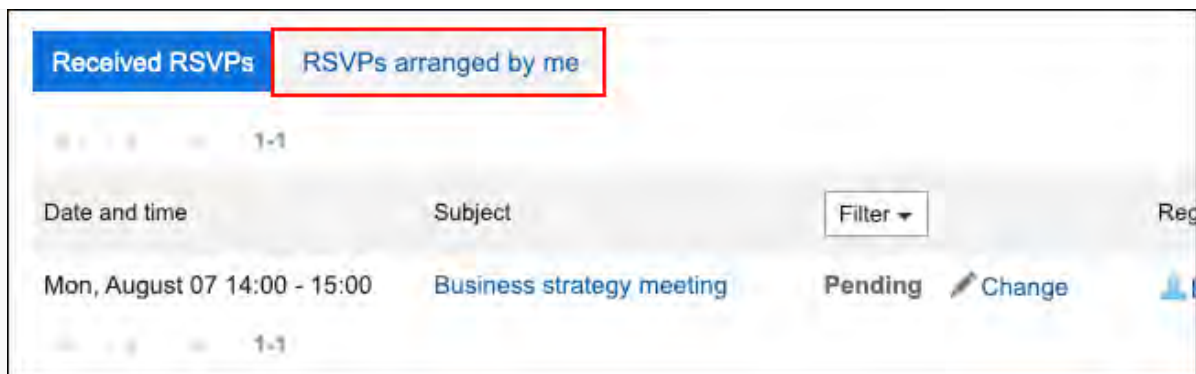 Received RSVPs RSVPs arranged by me
1-1
Date and time Subject Filter
Mon, August 07 14:00 - 15:00 Business strategy meeting Pending Change
1-1